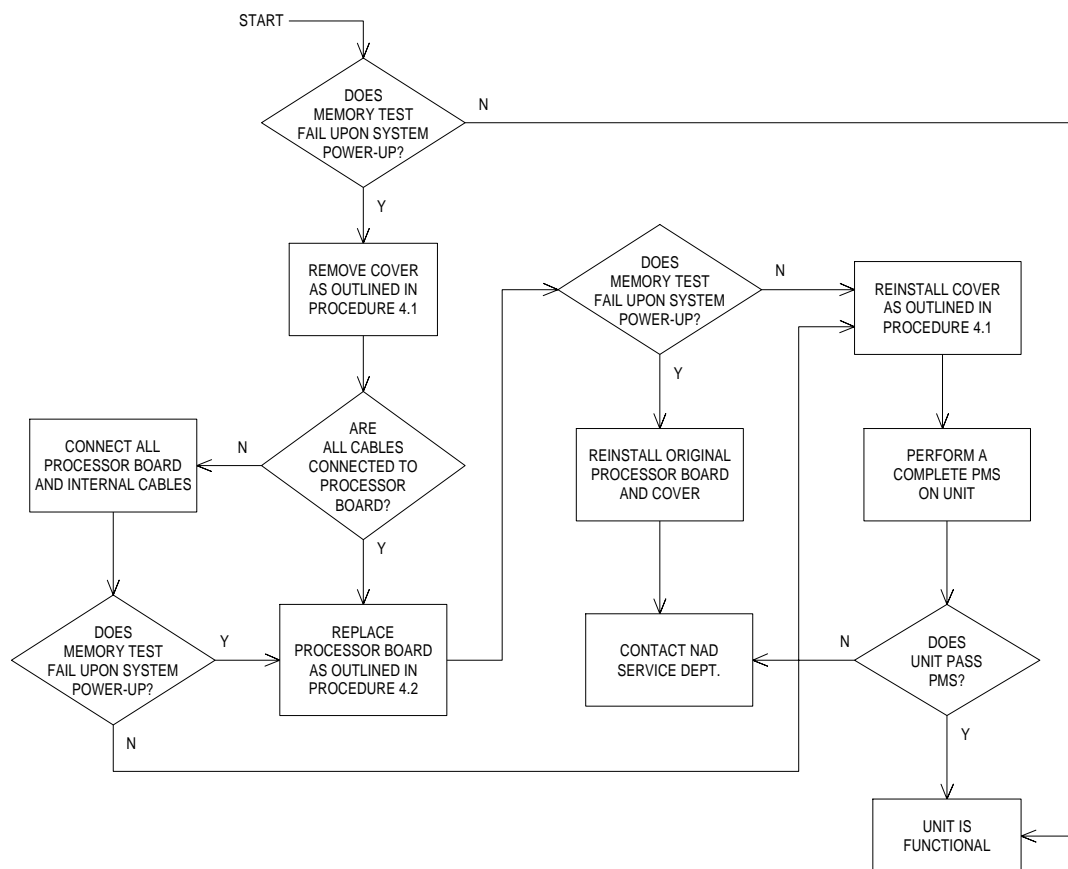 START
DOES
MEMORY TEST
FAIL UPON SYSTEM
POWER-UP?
N
Y
REMOVE COVER
AS OUTLINED IN
PROCEDURE 4.1
ARE
ALL CABLES
CONNECTED TO
PROCESSOR
BOARD?
N
Y
CONNECT ALL
PROCESSOR BOARD
AND INTERNAL CABLES
DOES
MEMORY TEST
FAIL UPON SYSTEM
POWER-UP?
Y
N
REPLACE
PROCESSOR BOARD
AS OUTLINED IN
PROCEDURE 4.2
DOES
MEMORY TEST
FAIL UPON SYSTEM
POWER-UP?
N
Y
REINSTALL ORIGINAL
PROCESSOR BOARD
AND COVER
CONTACT NAD
SERVICE DEPT.
REINSTALL COVER
AS OUTLINED IN
PROCEDURE 4.1
PERFORM A
COMPLETE PMS
ON UNIT
DOES
UNIT PASS
PMS?
N
Y
UNIT IS
FUNCTIONAL